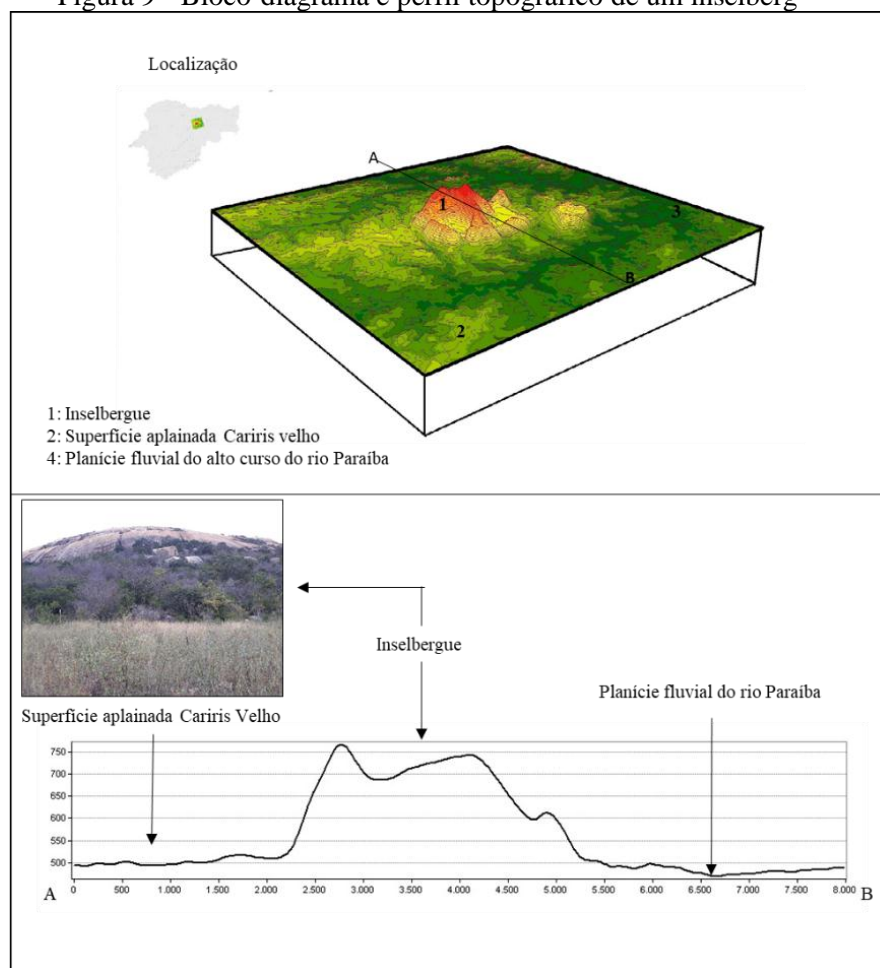 Figura 9 - Bloco-diagrama e perfil topográfico de um inselberg
Localização
A
1
3
B
2
1: Inselbergue
2: Superfície aplainada Cariris velho
4: Planície fluvial do alto curso do rio Paraíba
Inselbergue
Planície fluvial do rio Paraíba
Superfície aplainada Cariris Velho
750
700
650
600
550
500
A 0 500 1.000 1.500 2.000 2.500 3.000 3.500 4.000 4.500 5.000 5.500 6.000 6.500 7.000 7.500 8.000 B